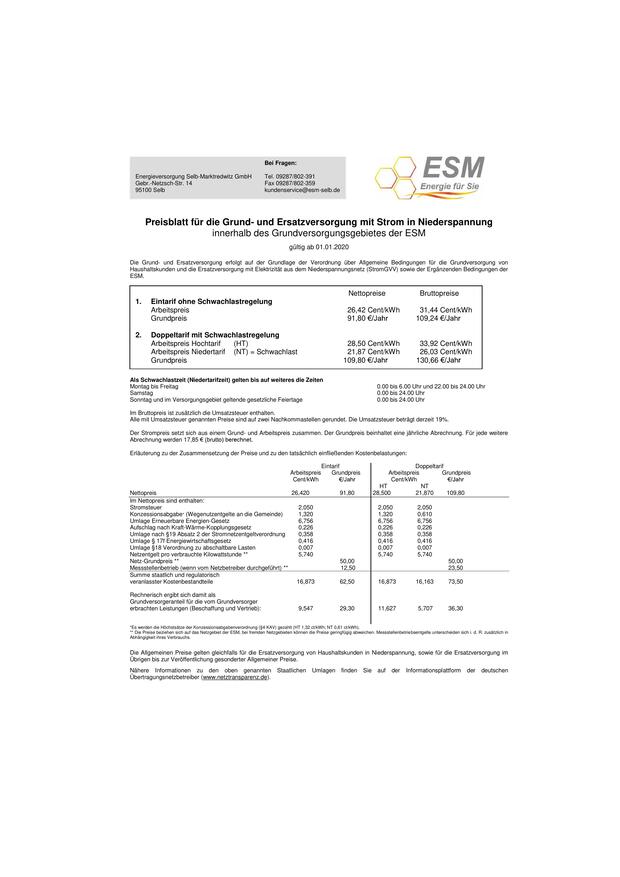 Bei Fragen:
Energieversorgung Selb-Marktredwitz GmbH Tel. 09287/802-391
Gebr.-Netzsch-Str. 14 Fax 09287/802-359
95100 Selb kundenservice@esm-selb.de
ESM
Energie für Sie
Preisblatt für die Grund- und Ersatzversorgung mit Strom in Niederspannung
innerhalb des Grundversorgungsgebietes der ESM
gültig ab 01.01.2020
Die Grund- und Ersatzversorgung erfolgt auf der Grundlage der Verordnung über Allgemeine Bedingungen für die Grundversorgung von
Haushaltskunden und die Ersatzversorgung mit Elektrizität aus dem Niederspannungsnetz (StromGVV) sowie der Ergänzenden Bedingungen der
ESM.
Nettopreise Bruttopreise
1. Eintarif ohne Schwachlastregelung
Arbeitspreis 26,42 Cent/kWh 31,44 Cent/kWh
Grundpreis 91,80 €/Jahr 109,24 €/Jahr
2. Doppeltarif mit Schwachlastregelung
Arbeitspreis Hochtarif (HT) 28,50 Cent/kWh 33,92 Cent/kWh
Arbeitspreis Niedertarif (NT) = Schwachlast 21,87 Cent/kWh 26,03 Cent/kWh
Grundpreis 109,80 €/Jahr 130,66 €/Jahr
Als Schwachlastzeit (Niedertarifzeit) gelten bis auf weiteres die Zeiten
Montag bis Freitag 0.00 bis 6.00 Uhr und 22.00 bis 24.00 Uhr
Samstag 0.00 bis 24.00 Uhr
Sonntag und im Versorgungsgebiet geltende gesetzliche Feiertage 0.00 bis 24.00 Uhr
Im Bruttopreis ist zusätzlich die Umsatzsteuer enthalten.
Alle mit Umsatzsteuer genannten Preise sind auf zwei Nachkommastellen gerundet. Die Umsatzsteuer beträgt derzeit 19%.
Der Strompreis setzt sich aus einem Grund- und Arbeitspreis zusammen. Der Grundpreis beinhaltet eine jährliche Abrechnung. Für jede weitere
Abrechnung werden 17,85 € (brutto) berechnet.
Erläuterung zu der Zusammensetzung der Preise und zu den tatsächlich einfließenden Kostenbelastungen:
Eintarif Doppeltarif
Arbeitspreis Grundpreis Arbeitspreis Grundpreis
Cent/kWh €/Jahr Cent/kWh €/Jahr
HT NT
Nettopreis 26,420 91,80 28,500 21,870 109,80
Im Nettopreis sind enthalten:
Stromsteuer 2,050 2,050 2,050
Konzessionsabgabe* (Wegenutzentgelte an die Gemeinde) 1,320 1,320 0,610
Umlage Erneuerbare Energien-Gesetz 6,756 6,756 6,756
Aufschlag nach Kraft-Wärme-Kopplungsgesetz 0,226 0,226 0,226
Umlage nach §19 Absatz 2 der Stromnetzentgeltverordnung 0,358 0,358 0,358
Umlage § 17f Energiewirtschaftsgesetz 0,416 0,416 0,416
Umlage §18 Verordnung zu abschaltbare Lasten 0,007 0,007 0,007
Netzentgelt pro verbrauchte Kilowattstunde ** 5,740 5,740 5,740
Netz-Grundpreis ** 50,00 50,00
Messstellenbetrieb (wenn vom Netzbetreiber durchgeführt) ** 12,50 23,50
Summe staatlich und regulatorisch
veranlasster Kostenbestandteile 16,873 62,50 16,873 16,163 73,50
Rechnerisch ergibt sich damit als
Grundversorgeranteil für die vom Grundversorger
erbrachten Leistungen (Beschaffung und Vertrieb): 9,547 29,30 11,627 5,707 36,30
*Es werden die Höchstsätze der Konzessionsabgabenverordnung (§4 KAV) gezahlt (HT 1,32 ct/kWh; NT 0,61 ct/kWh).
** Die Preise beziehen sich auf das Netzgebiet der ESM, bei fremden Netzgebieten können die Preise geringfügig abweichen. Messstellenbetriebsentgelte unterscheiden sich i. d. R. zusätzlich in
Abhängigkeit ihres Verbrauchs.
Die Allgemeinen Preise gelten gleichfalls für die Ersatzversorgung von Haushaltskunden in Niederspannung, sowie für die Ersatzversorgung im
Übrigen bis zur Veröffentlichung gesonderter Allgemeiner Preise.
Nähere Informationen zu den oben genannten Staatlichen Umlagen finden Sie auf der Informationsplattform der deutschen
Übertragungsnetzbetreiber (www.netztransparenz.de).